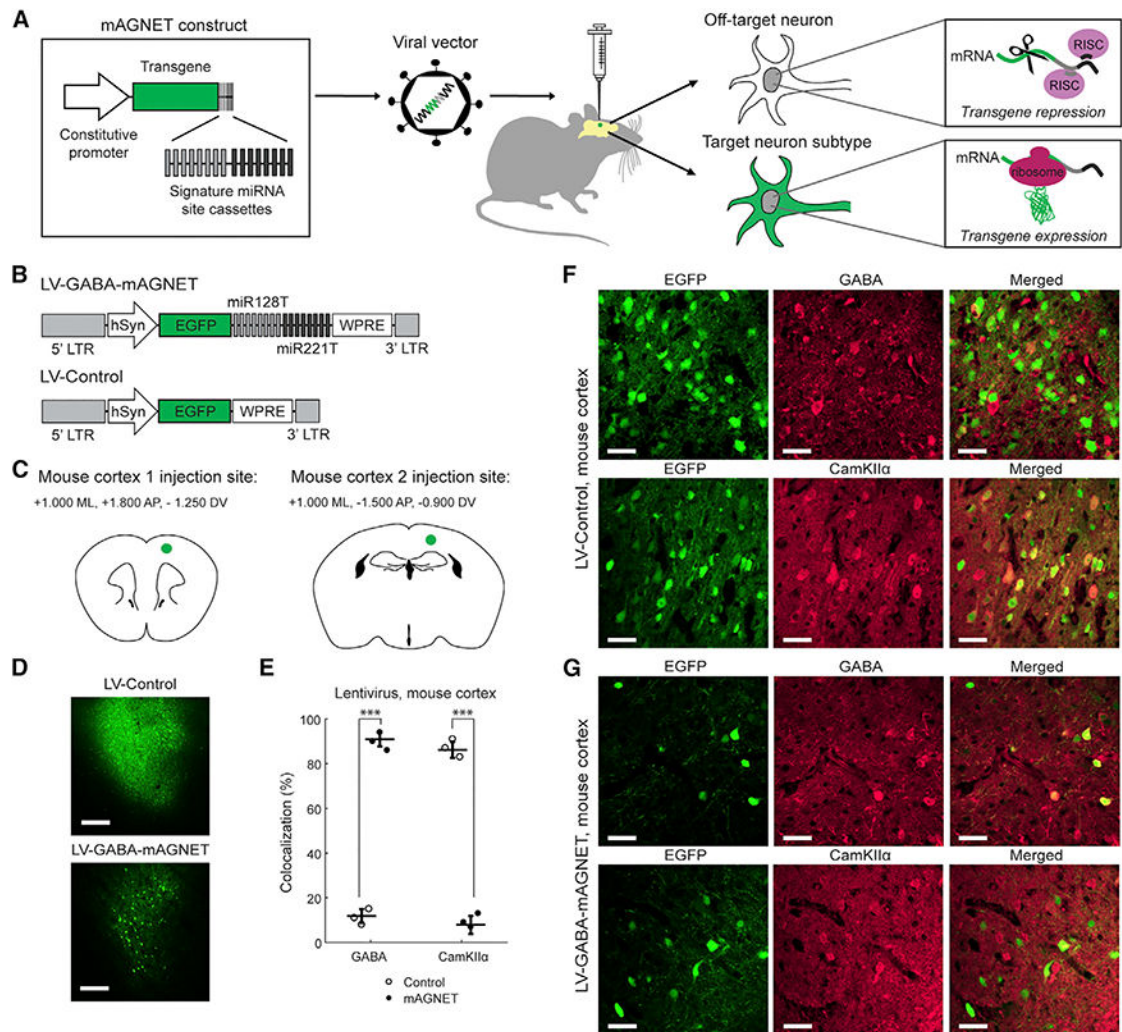 A
mAGNET construct
Transgene
Constitutive
promoter
Signature miRNA
site cassettes
Viral vector
Off-target neuron
Target neuron subtype
mRNA
RISC
RISC
Transgene repression
mRNA
ribosome
Transgene expression
B
LV-GABA-mAGNET
miR128T
hSyn
EGFP
WPRE
5' LTR
miR221T
3' LTR
LV-Control
hSyn
EGFP
WPRE
5' LTR
3' LTR
C
Mouse cortex 1 injection site:
+1.000 ML, +1.800 AP, - 1.250 DV
Mouse cortex 2 injection site:
+1.000 ML, -1.500 AP, -0.900 DV
D
LV-Control
LV-GABA-mAGNET
E
Lentivirus, mouse cortex
***
***
Colocalization (%)
100
80
60
40
20
0
GABA
CamKIIα
Control
mAGNET
F
EGFP
GABA
Merged
LV-Control, mouse cortex
EGFP
CamKIIα
Merged
G
EGFP
GABA
Merged
LV-GABA-mAGNET, mouse cortex
EGFP
CamKIIα
Merged